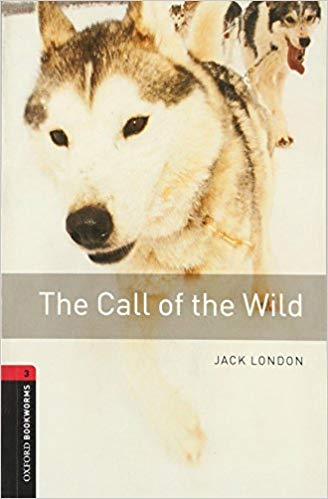 The Call of the Wild
JACK LONDON
3
OXFORD BOOKWORMS